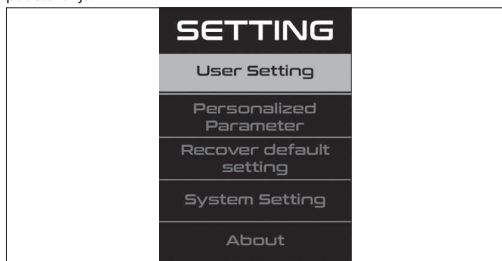 SETTING
User Setting
Personalized
Parameter
Recover default
setting
System Setting
About